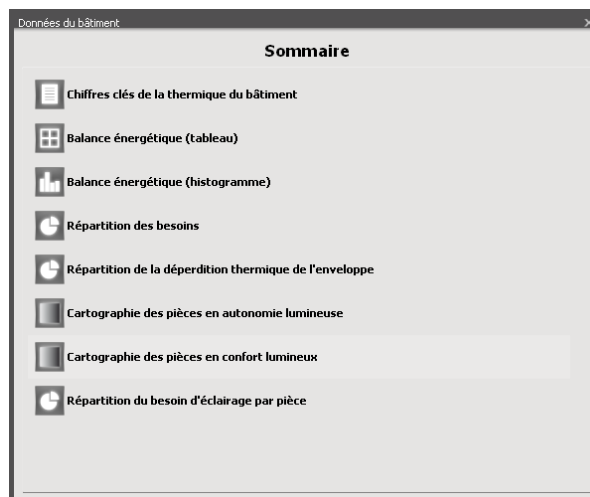 Données du bâtiment
Sommaire
Chiffres clés de la thermique du bâtiment
Balance énergétique (tableau)
Balance énergétique (histogramme)
Répartition des besoins
Répartition de la déperdition thermique de l'enveloppe
Cartographie des pièces en autonomie lumineuse
Cartographie des pièces en confort lumineux
Répartition du besoin d'éclairage par pièce